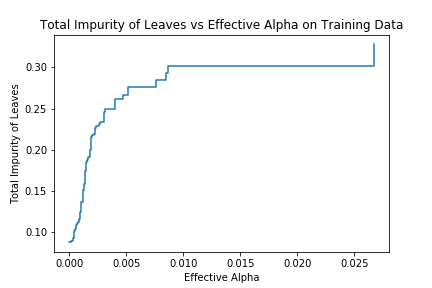 Total Impurity of Leaves vs Effective Alpha on Training Data
Total Impurity of Leaves
0.30
0.25
0.20
0.15
0.10
0.000 0.005 0.010 0.015 0.020 0.025
Effective Alpha